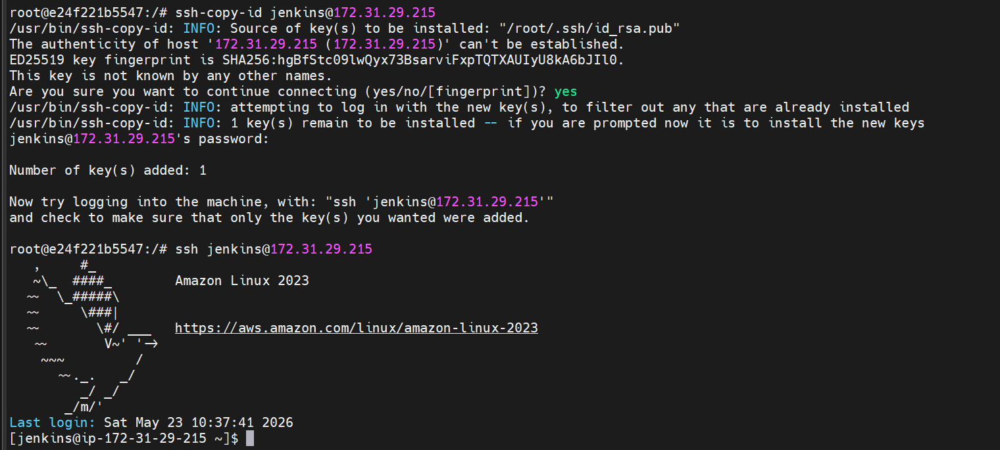 root@e24f221b5547:/# ssh-copy-id jenkins@172.31.29.215
/usr/bin/ssh-copy-id: INFO: Source of key(s) to be installed: "/root/.ssh/id_rsa.pub"
The authenticity of host '172.31.29.215 (172.31.29.215)' can't be established.
ED25519 key fingerprint is SHA256:hgBfStc09lwQyx73BsarviFxpTQTXAUIyU8kA6bJIl0.
This key is not known by any other names.
Are you sure you want to continue connecting (yes/no/[fingerprint])? yes
/usr/bin/ssh-copy-id: INFO: attempting to log in with the new key(s), to filter out any that are already installed
/usr/bin/ssh-copy-id: INFO: 1 key(s) remain to be installed -- if you are prompted now it is to install the new keys
jenkins@172.31.29.215's password:

Number of key(s) added: 1

Now try logging into the machine, with: "ssh 'jenkins@172.31.29.215'"
and check to make sure that only the key(s) you wanted were added.

root@e24f221b5547:/# ssh jenkins@172.31.29.215
   ,     #_
   ~\_  ####_        Amazon Linux 2023
  ~~  \_#####\
  ~~     \###|
  ~~       \#/ ___   https://aws.amazon.com/linux/amazon-linux-2023
   ~~       V~' '->
    ~~~         /
      ~~._.   _/
         _/ _/
       _/m/'
Last login: Sat May 23 10:37:41 2026
[jenkins@ip-172-31-29-215 ~]$